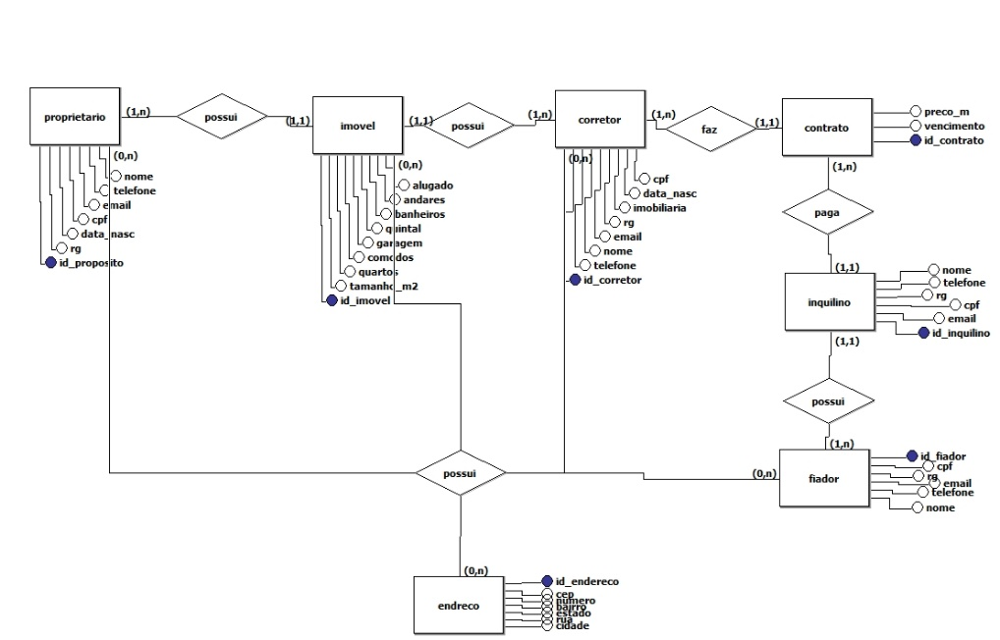 proprietario
(1,n)
possui
(1,1)
imovel
(1,1)
possui
(1,n)
corretor
(1,n)
faz
(1,1)
contrato
preco_m
vencimento
id_contrato
(0,n)
nome
telefone
email
cpf
data_nasc
rg
id_proposito
(0,n)
alugado
andares
banheiros
quintal
garagem
comodos
quartos
tamanho_m2
id_imovel
(0,n)
cpf
data_nasc
imobiliaria
rg
email
nome
telefone
id_corretor
(1,n)
paga
(1,1)
inquilino
nome
telefone
rg
cpf
email
id_inquilino
(1,1)
possui
(1,n)
fiador
id_fiador
cpf
rg
email
telefone
nome
(0,n)
possui
(0,n)
endreco
id_endereco
cep
numero
bairro
estado
rua
cidade